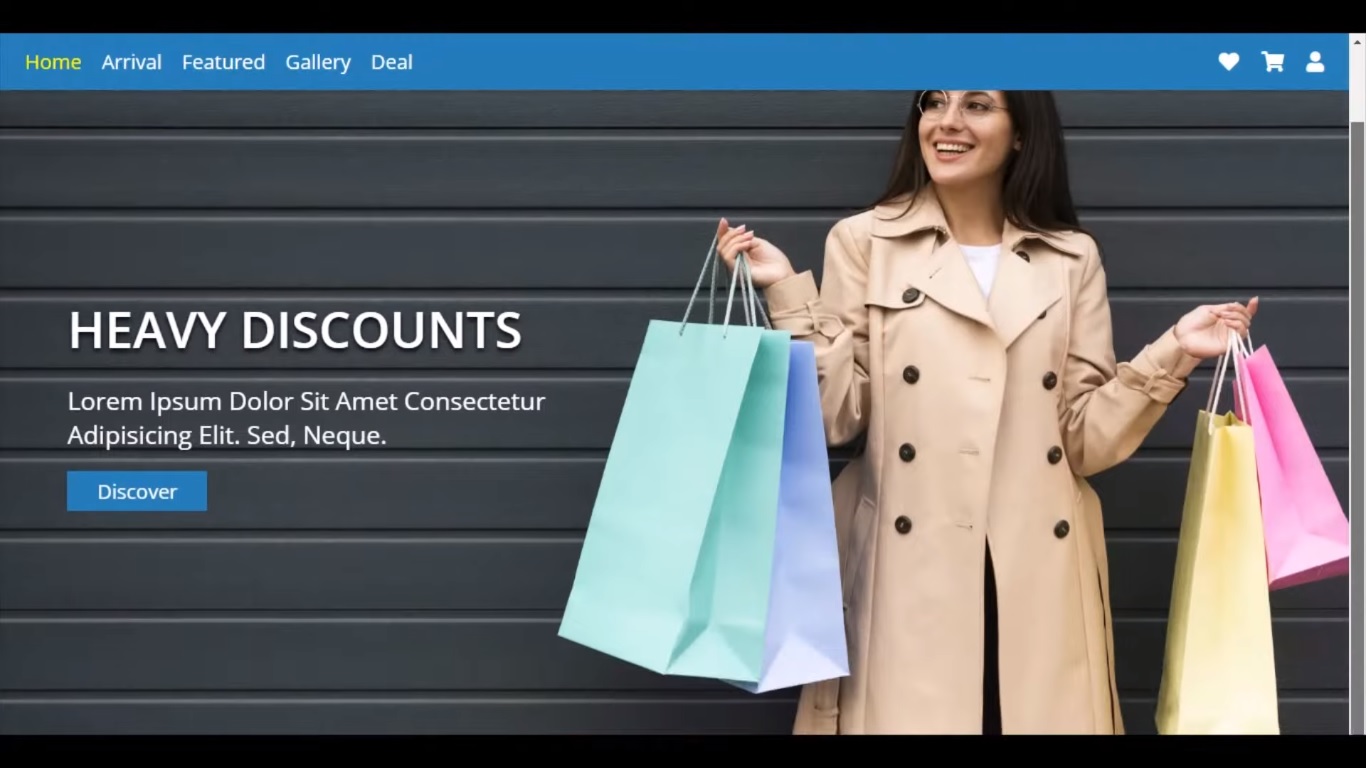 Home Arrival Featured Gallery Deal
HEAVY DISCOUNTS
Lorem Ipsum Dolor Sit Amet Consectetur
Adipisicing Elit. Sed, Neque.
Discover